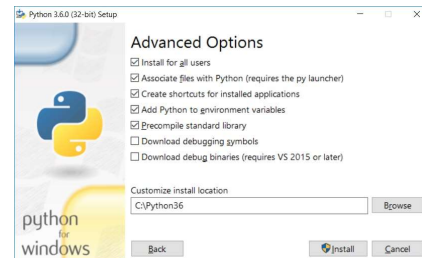 Python 3.6.0 (32-bit) Setup
Advanced Options
Install for all users
Associate files with Python (requires the py launcher)
Create shortcuts for installed applications
Add Python to environment variables
Precompile standard library
Download debugging symbols
Download debug binaries (requires VS 2015 or later)
Customize install location
C:\Python36
Browse
python
for
windows
Back
Install
Cancel